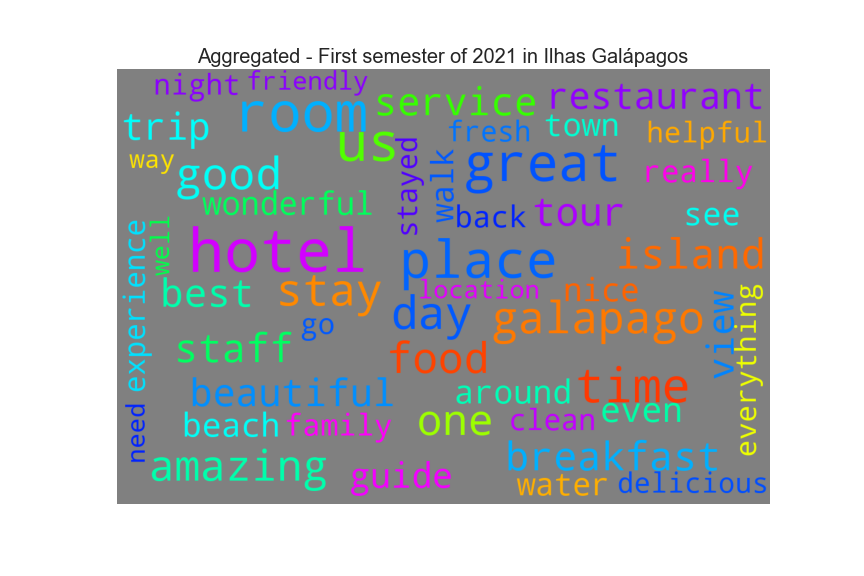 Aggregated - First semester of 2021 in Ilhas Galápagos
night
friendly
room
service
restaurant
trip
us
fresh
town
helpful
way
good
stayed
walk
great
really
wonderful
back
tour
see
well
hotel
place
island
experience
best
stay
location
nice
go
day
galapago
view
everything
staff
food
beautiful
around
time
even
need
beach
family
one
clean
amazing
guide
breakfast
water
delicious